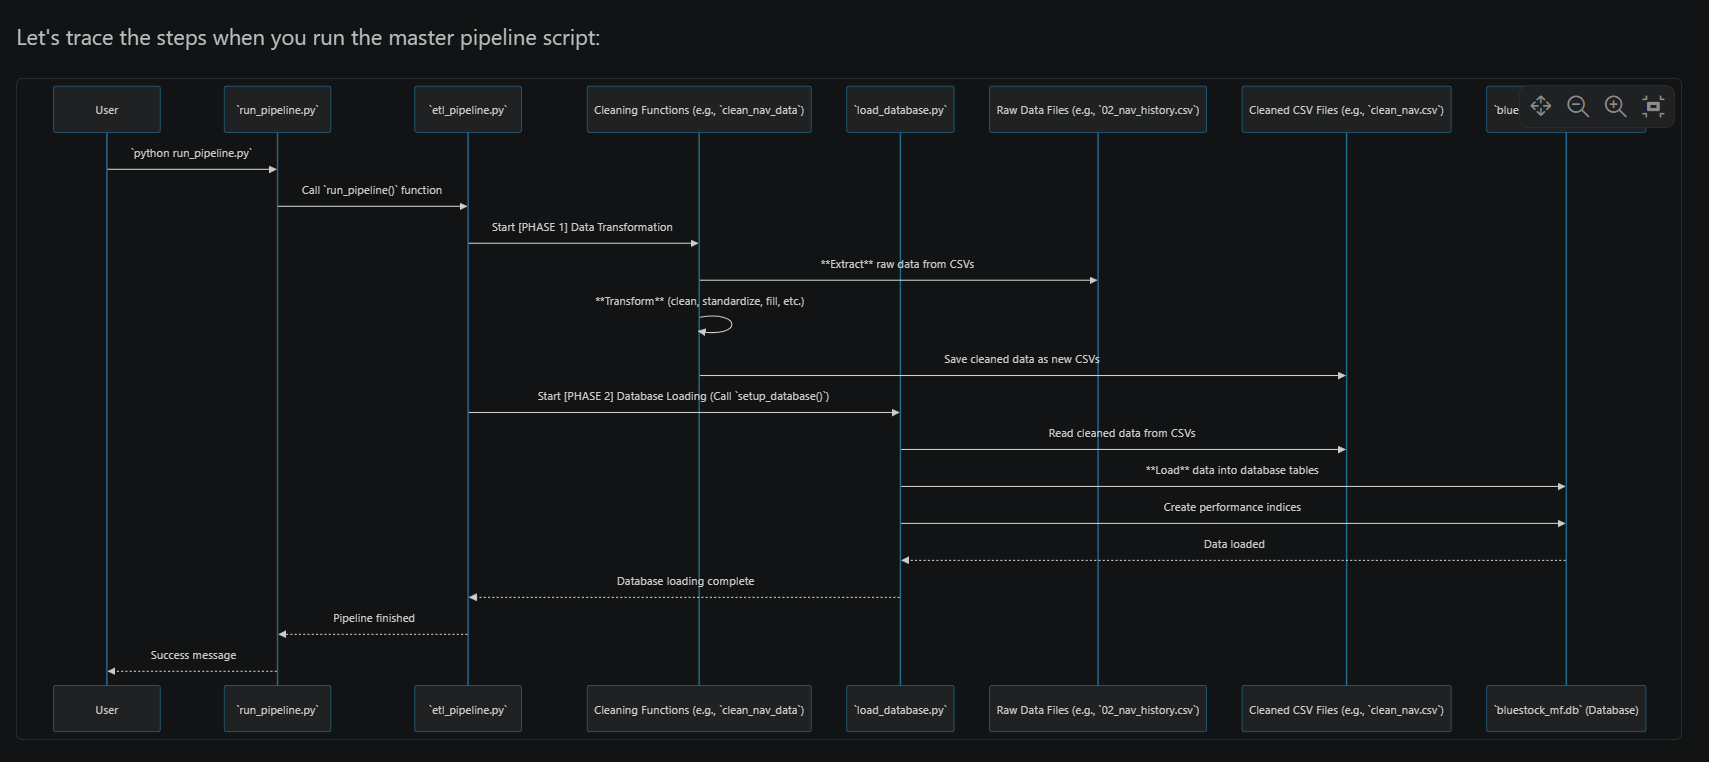 Let's trace the steps when you run the master pipeline script:
User
`run_pipeline.py`
`etl_pipeline.py`
Cleaning Functions (e.g., `clean_nav_data`)
`load_database.py`
Raw Data Files (e.g., `02_nav_history.csv`)
Cleaned CSV Files (e.g., `clean_nav.csv`)
`blue
`python run_pipeline.py`
Call `run_pipeline()` function
Start [PHASE 1] Data Transformation
**Extract** raw data from CSVs
**Transform** (clean, standardize, fill, etc.)
Save cleaned data as new CSVs
Start [PHASE 2] Database Loading (Call `setup_database()`)
Read cleaned data from CSVs
**Load** data into database tables
Create performance indices
Data loaded
Database loading complete
Pipeline finished
Success message
User
`run_pipeline.py`
`etl_pipeline.py`
Cleaning Functions (e.g., `clean_nav_data`)
`load_database.py`
Raw Data Files (e.g., `02_nav_history.csv`)
Cleaned CSV Files (e.g., `clean_nav.csv`)
`bluestock_mf.db` (Database)